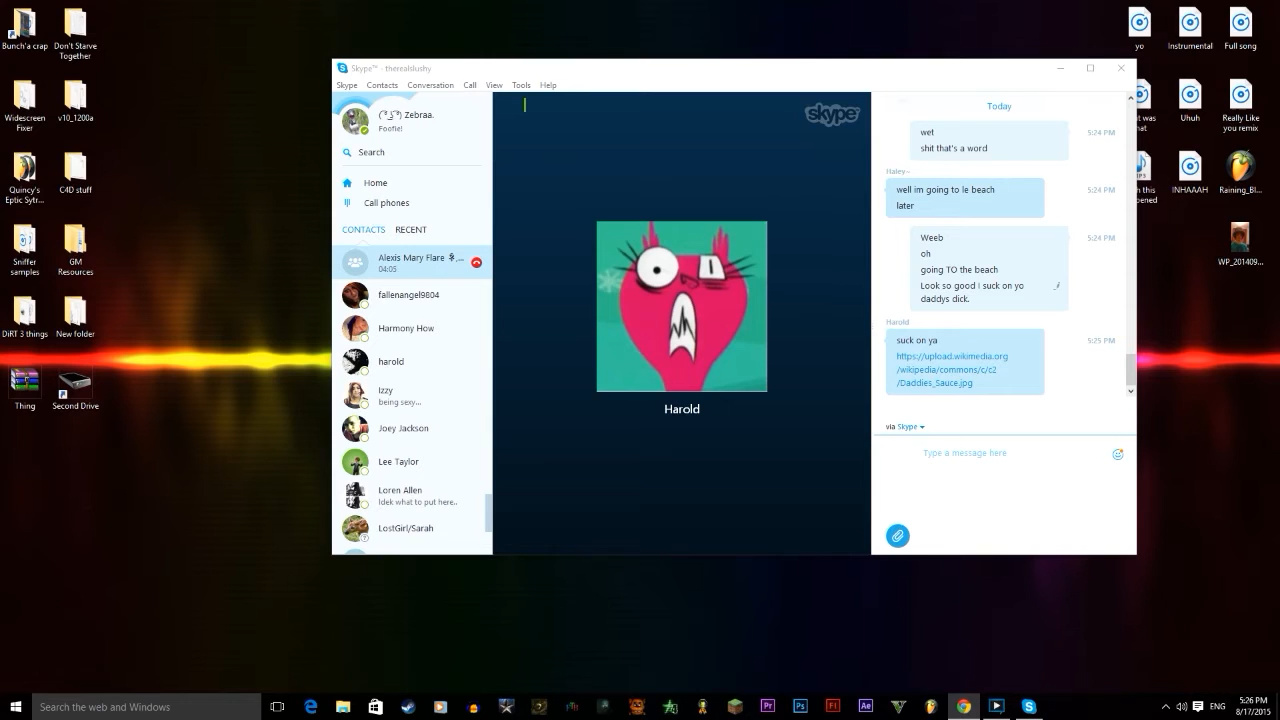 Bunch'a crap
Don't Starve
Together
Widescreen
Fixer
v10_1200a
Quincy's
Eptic Sytr...
C4D stuff
Sniffer
samples
GM
Resources
DiRT 3 things
New folder
Thing
Second Drive
Skype™ - therealslushy
Skype
Contacts
Conversation
Call
View
Tools
Help
Zebraa.
Foofie!
Search
Home
Call phones
CONTACTS
RECENT
Alexis Mary Flare
04:05
fallenangel9804
Harmony How
harold
Izzy
being sexy...
Joey Jackson
Lee Taylor
Loren Allen
Idek what to put here..
LostGirl/Sarah
skype
Harold
Today
wet
5:24 PM
shit that's a word
Haley~
well im going to le beach
5:24 PM
later
Weeb
5:24 PM
oh
going TO the beach
Look so good I suck on yo
daddys dick.
Harold
suck on ya
5:25 PM
https://upload.wikimedia.org
/wikipedia/commons/c/c2
/Daddies_Sauce.jpg
via Skype
Type a message here
yo
Instrumental
Full song
Uhuh
Really Like
you remix
INHAAAH
Raining_Bl...
WP_201409...
Search the web and Windows
Pr
Ps
Fl
Ae
ENG
5:26 PM
8/17/2015